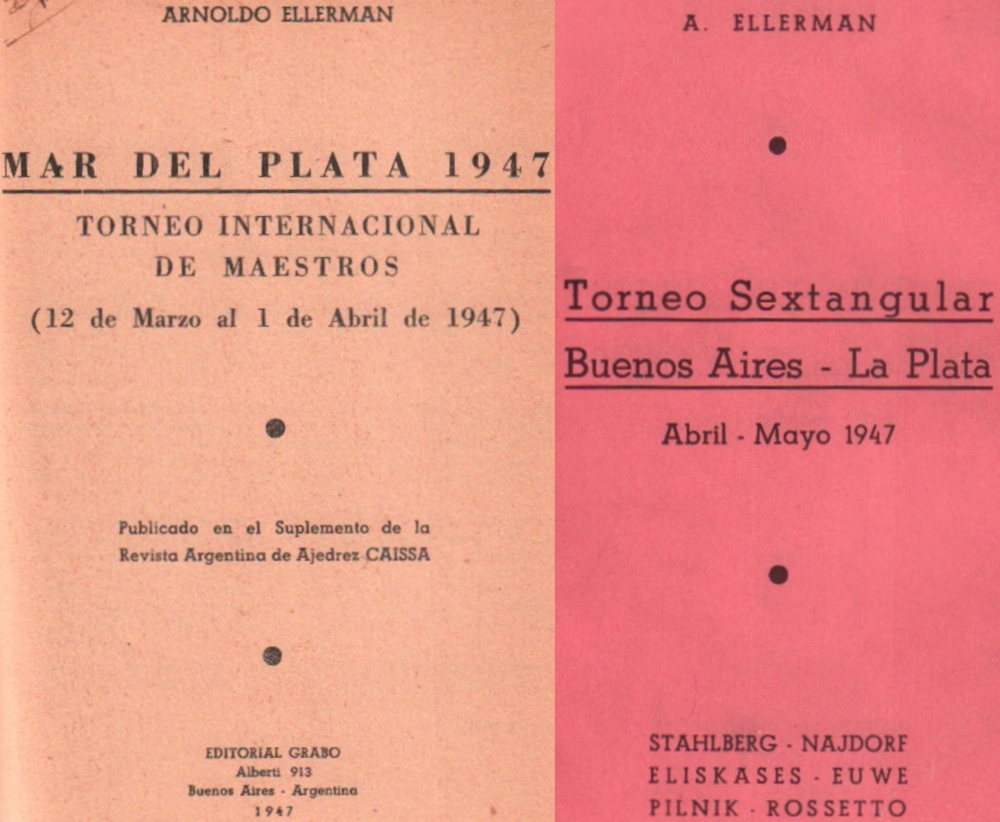 ARNOLDO ELLERMAN
MAR DEL PLATA 1947
TORNEO INTERNACIONAL
DE MAESTROS
(12 de Marzo al 1 de Abril de 1947)
Publicado en el Suplemento de la
Revista Argentina de Ajedrez CAISSA
EDITORIAL GRABO
Alberti 913
Buenos Aires - Argentina
1947
A. ELLERMAN
Torneo Sextangular
Buenos Aires - La Plata
Abril - Mayo 1947
STAHLBERG - NAJDORF
ELISKASES - EUWE
PILNIK - ROSSETTO